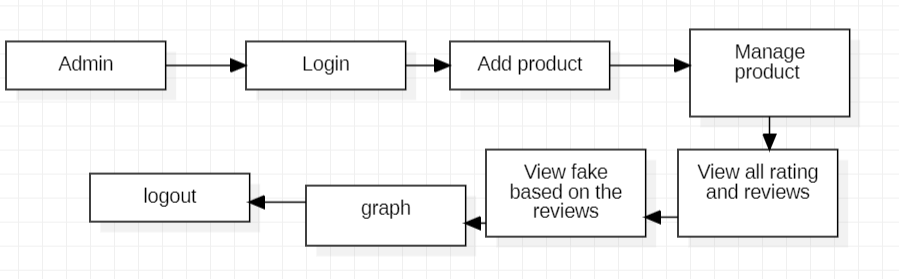 Admin
Login
Add product
Manage
product
View all rating
and reviews
View fake
based on the
reviews
graph
logout